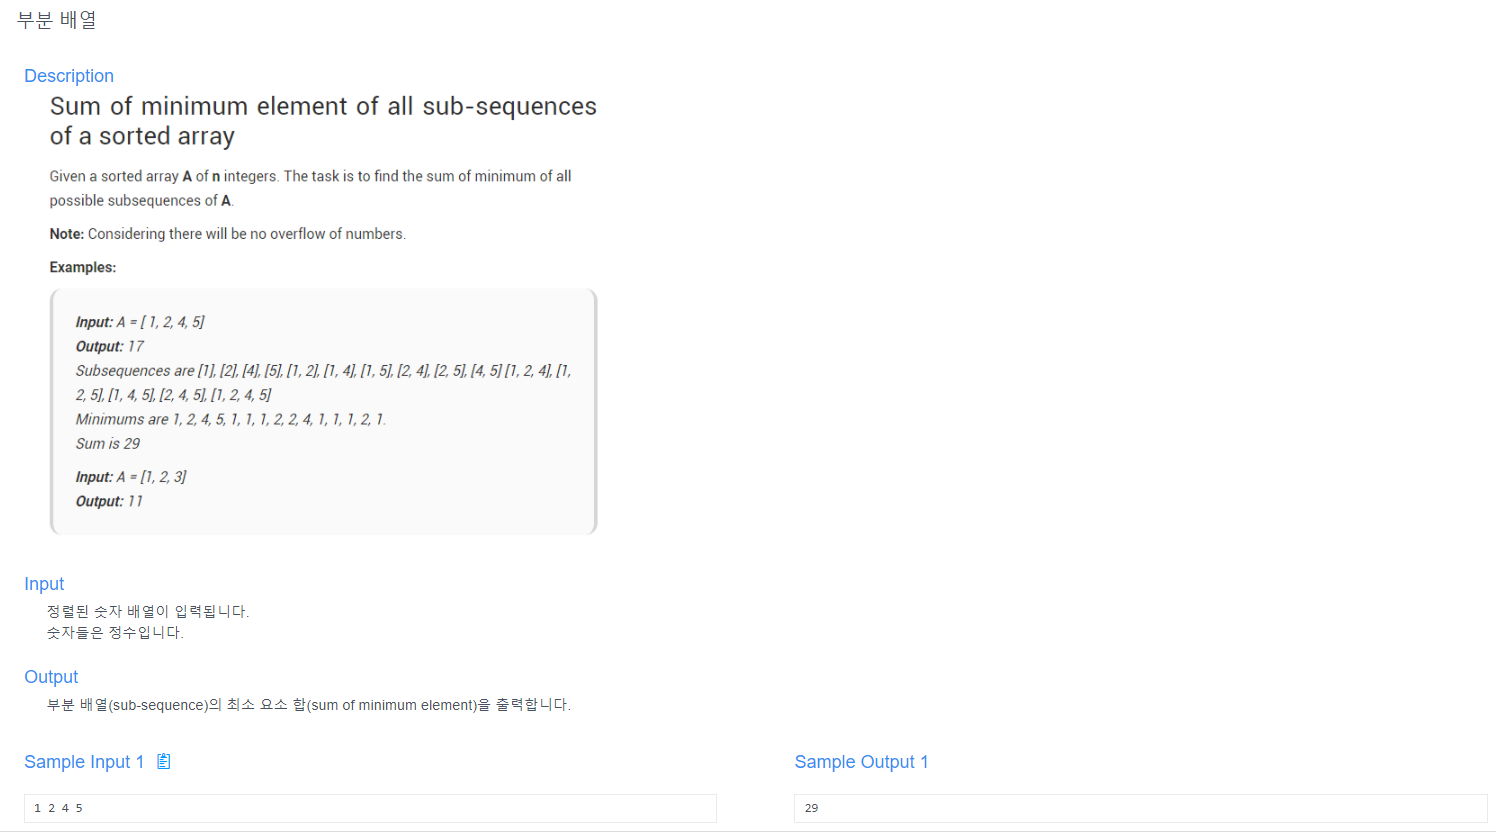 부분 배열
Description
Sum of minimum element of all sub-sequences
of a sorted array
Given a sorted array A of n integers. The task is to find the sum of minimum of all
possible subsequences of A.
Note: Considering there will be no overflow of numbers.
Examples:
Input: A = [ 1, 2, 4, 5]
Output: 17
Subsequences are [1], [2], [4], [5], [1, 2], [1, 4], [1, 5], [2, 4], [2, 5], [4, 5] [1, 2, 4], [1,
2, 5], [1, 4, 5], [2, 4, 5], [1, 2, 4, 5]
Minimums are 1, 2, 4, 5, 1, 1, 1, 2, 2, 4, 1, 1, 1, 2, 1.
Sum is 29
Input: A = [1, 2, 3]
Output: 11
Input
정렬된 숫자 배열이 입력됩니다.
숫자들은 정수입니다.
Output
부분 배열(sub-sequence)의 최소 요소 합(sum of minimum element)을 출력합니다.
Sample Input 1
1 2 4 5
Sample Output 1
29